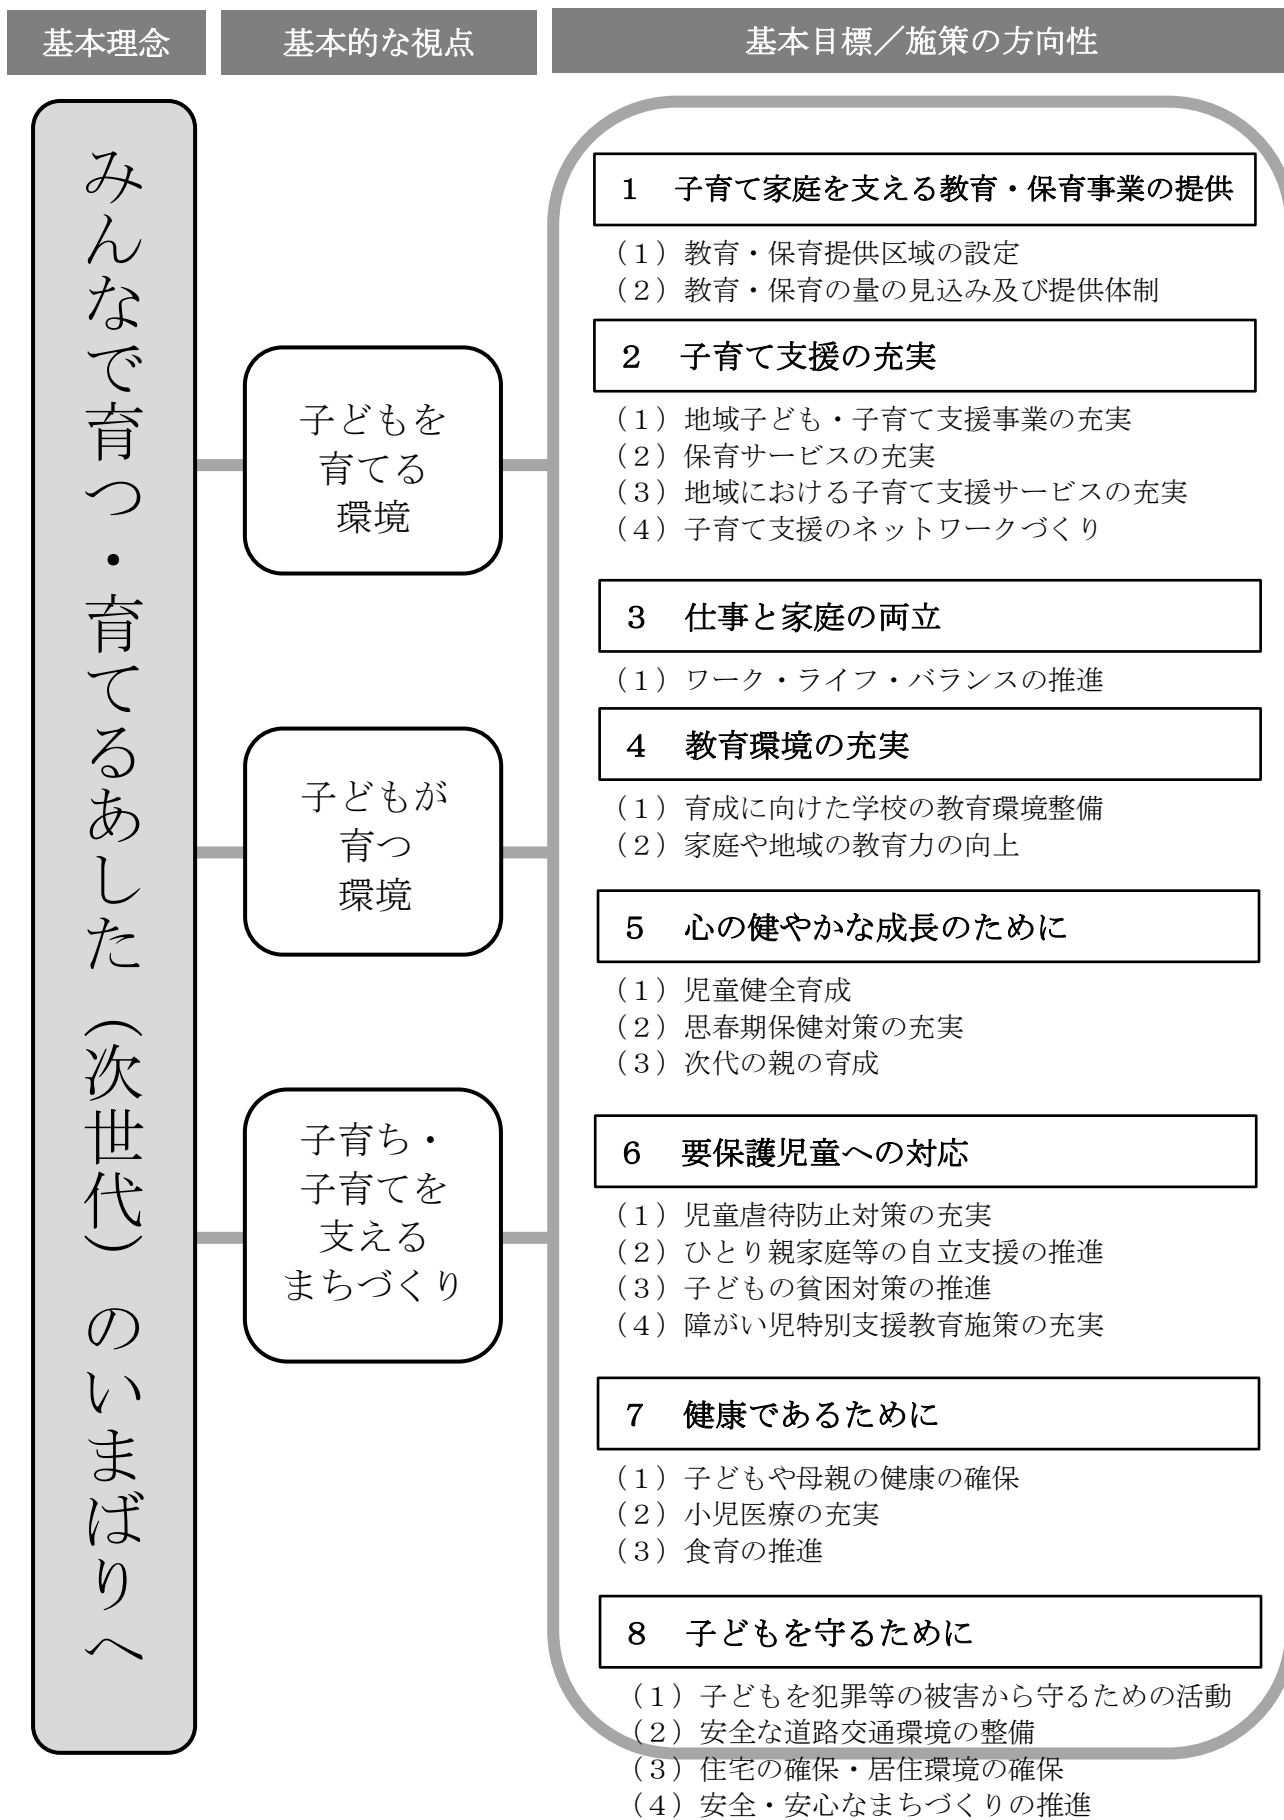 基本理念
基本的な視点
基本目標／施策の方向性
みんなで育つ・育てるあした（次世代）のいまばりへ
子どもを
育てる
環境
子どもが
育つ
環境
子育ち・
子育てを
支える
まちづくり
１　子育て家庭を支える教育・保育事業の提供
（１）教育・保育提供区域の設定
（２）教育・保育の量の見込み及び提供体制
２　子育て支援の充実
（１）地域子ども・子育て支援事業の充実
（２）保育サービスの充実
（３）地域における子育て支援サービスの充実
（４）子育て支援のネットワークづくり
３　仕事と家庭の両立
（１）ワーク・ライフ・バランスの推進
４　教育環境の充実
（１）育成に向けた学校の教育環境整備
（２）家庭や地域の教育力の向上
５　心の健やかな成長のために
（１）児童健全育成
（２）思春期保健対策の充実
（３）次代の親の育成
６　要保護児童への対応
（１）児童虐待防止対策の充実
（２）ひとり親家庭等の自立支援の推進
（３）子どもの貧困対策の推進
（４）障がい児特別支援教育施策の充実
７　健康であるために
（１）子どもや母親の健康の確保
（２）小児医療の充実
（３）食育の推進
８　子どもを守るために
（１）子どもを犯罪等の被害から守るための活動
（２）安全な道路交通環境の整備
（３）住宅の確保・居住環境の確保
（４）安全・安心なまちづくりの推進